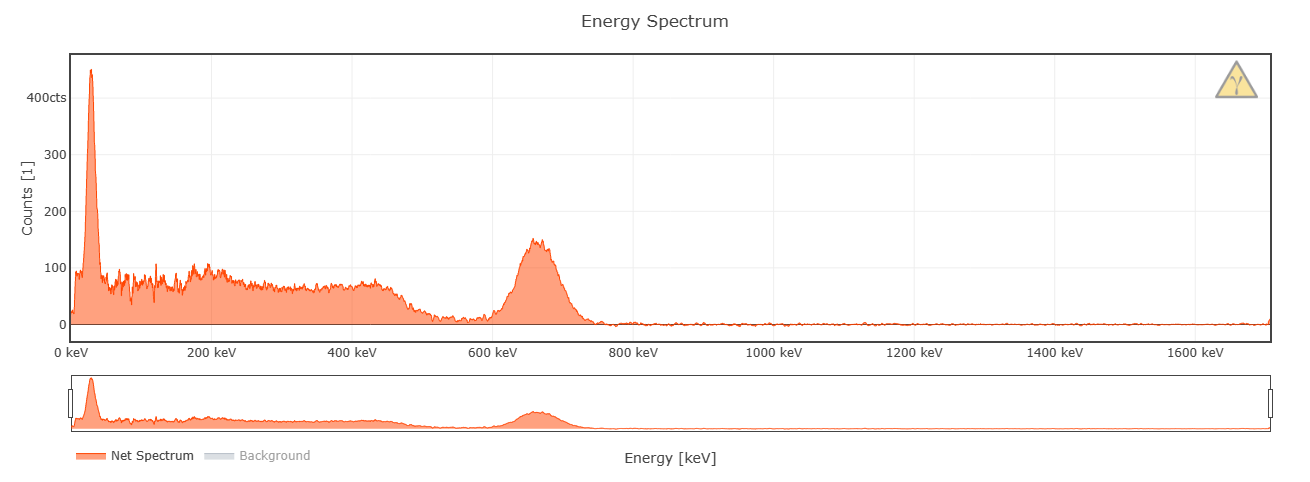 Energy Spectrum
400cts
300
200
100
0
Counts [1]
0 keV
200 keV
400 keV
600 keV
800 keV
1000 keV
1200 keV
1400 keV
1600 keV
γ
Net Spectrum
Background
Energy [keV]